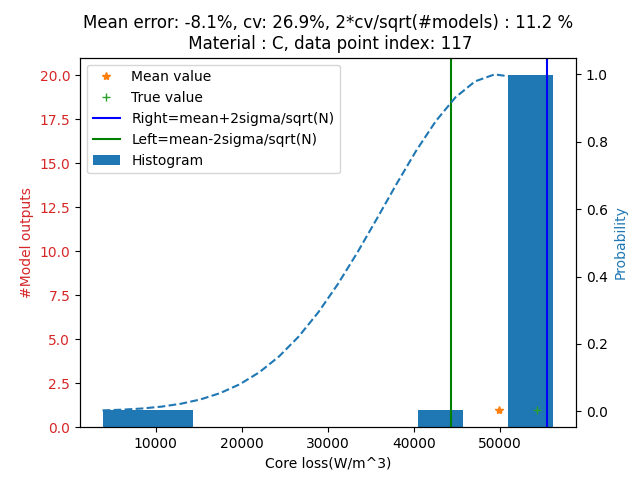 Mean error: -8.1%, cv: 26.9%, 2*cv/sqrt(#models) : 11.2 %
Material : C, data point index: 117
Mean value
True value
Right=mean+2sigma/sqrt(N)
Left=mean-2sigma/sqrt(N)
Histogram
#Model outputs
20.0
17.5
15.0
12.5
10.0
7.5
5.0
2.5
0.0
1.0
0.8
0.6
0.4
0.2
0.0
Probability
10000 20000 30000 40000 50000
Core loss(W/m^3)